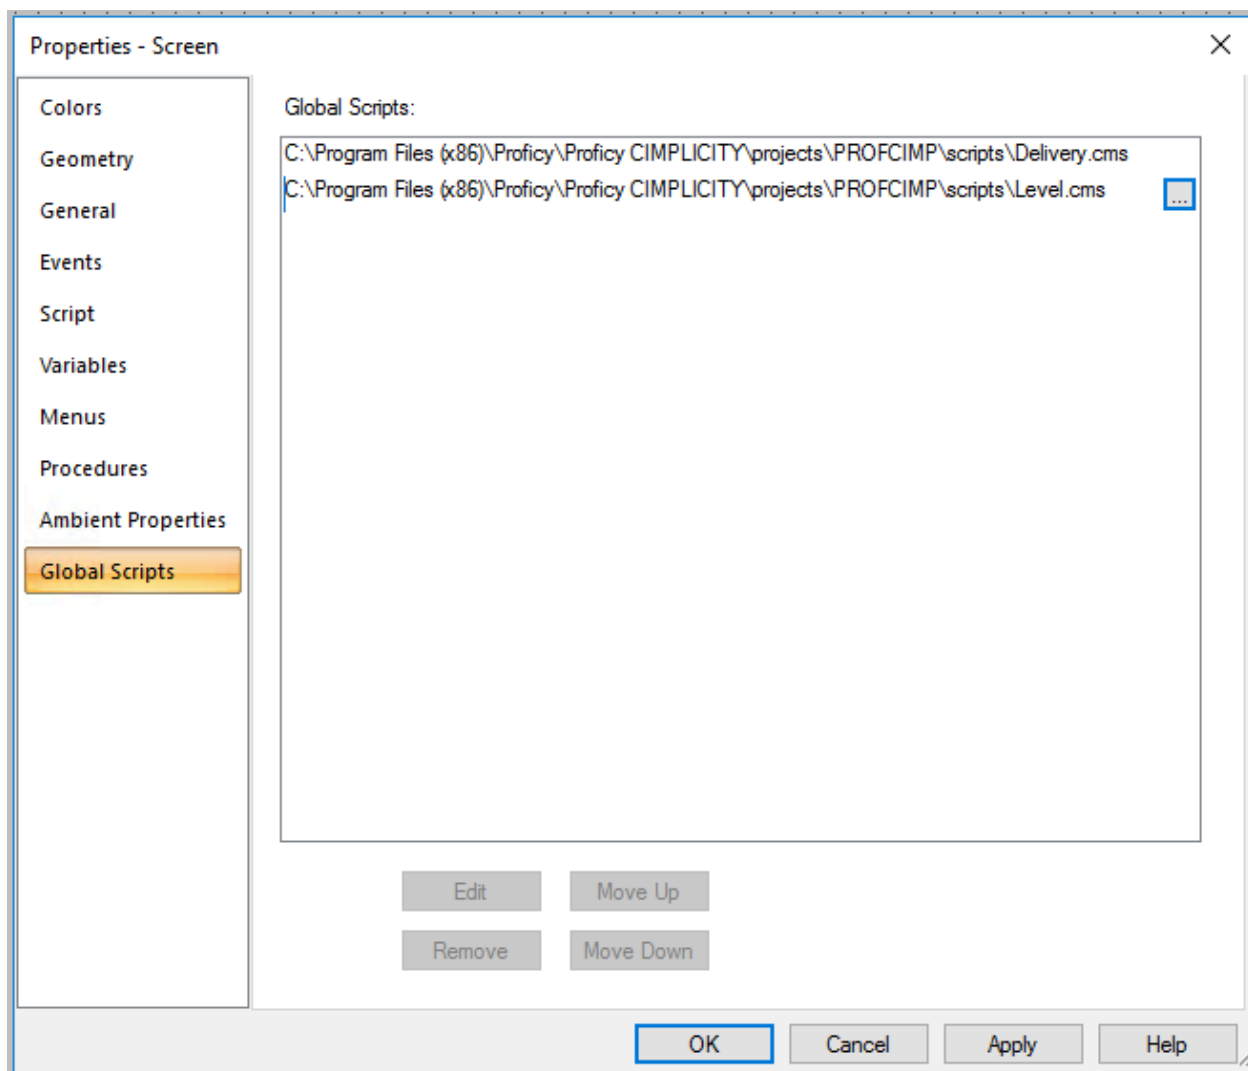 Properties - Screen
Colors
Geometry
General
Events
Script
Variables
Menus
Procedures
Ambient Properties
Global Scripts
Global Scripts:
C:\Program Files (x86)\Proficy\Proficy CIMPLICITY\projects\PROFCIMP\scripts\Delivery.cms
C:\Program Files (x86)\Proficy\Proficy CIMPLICITY\projects\PROFCIMP\scripts\Level.cms
...
Edit
Move Up
Remove
Move Down
OK
Cancel
Apply
Help